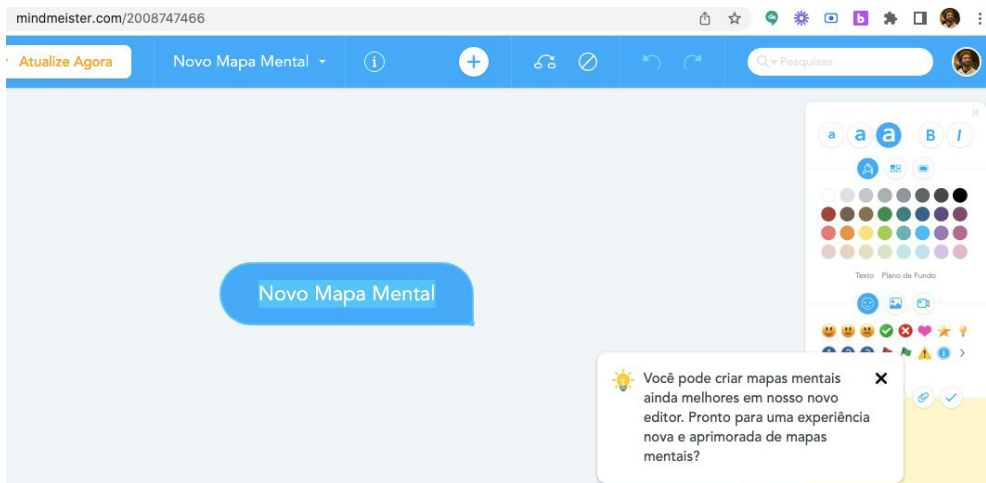 mindmeister.com/2008747466
Atualize Agora
Novo Mapa Mental
Pesquisas
a a a B I
Novo Mapa Mental
Texto Plano de Fundo
Você pode criar mapas mentais
ainda melhores em nosso novo
editor. Pronto para uma experiência
nova e aprimorada de mapas
mentais?